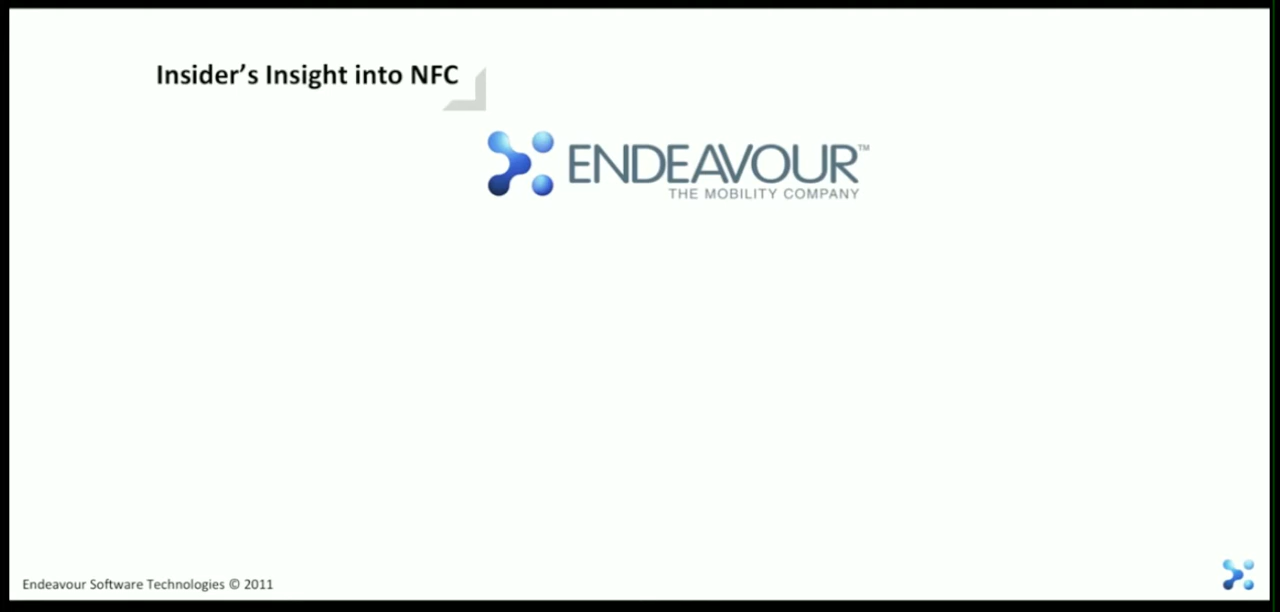 Insider’s Insight into NFC
ENDEAVOUR™
THE MOBILITY COMPANY
Endeavour Software Technologies © 2011